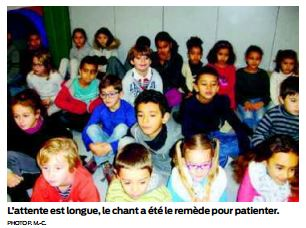 L'attente est longue, le chant a été le remède pour patienter.
PHOTO P. M.-C.